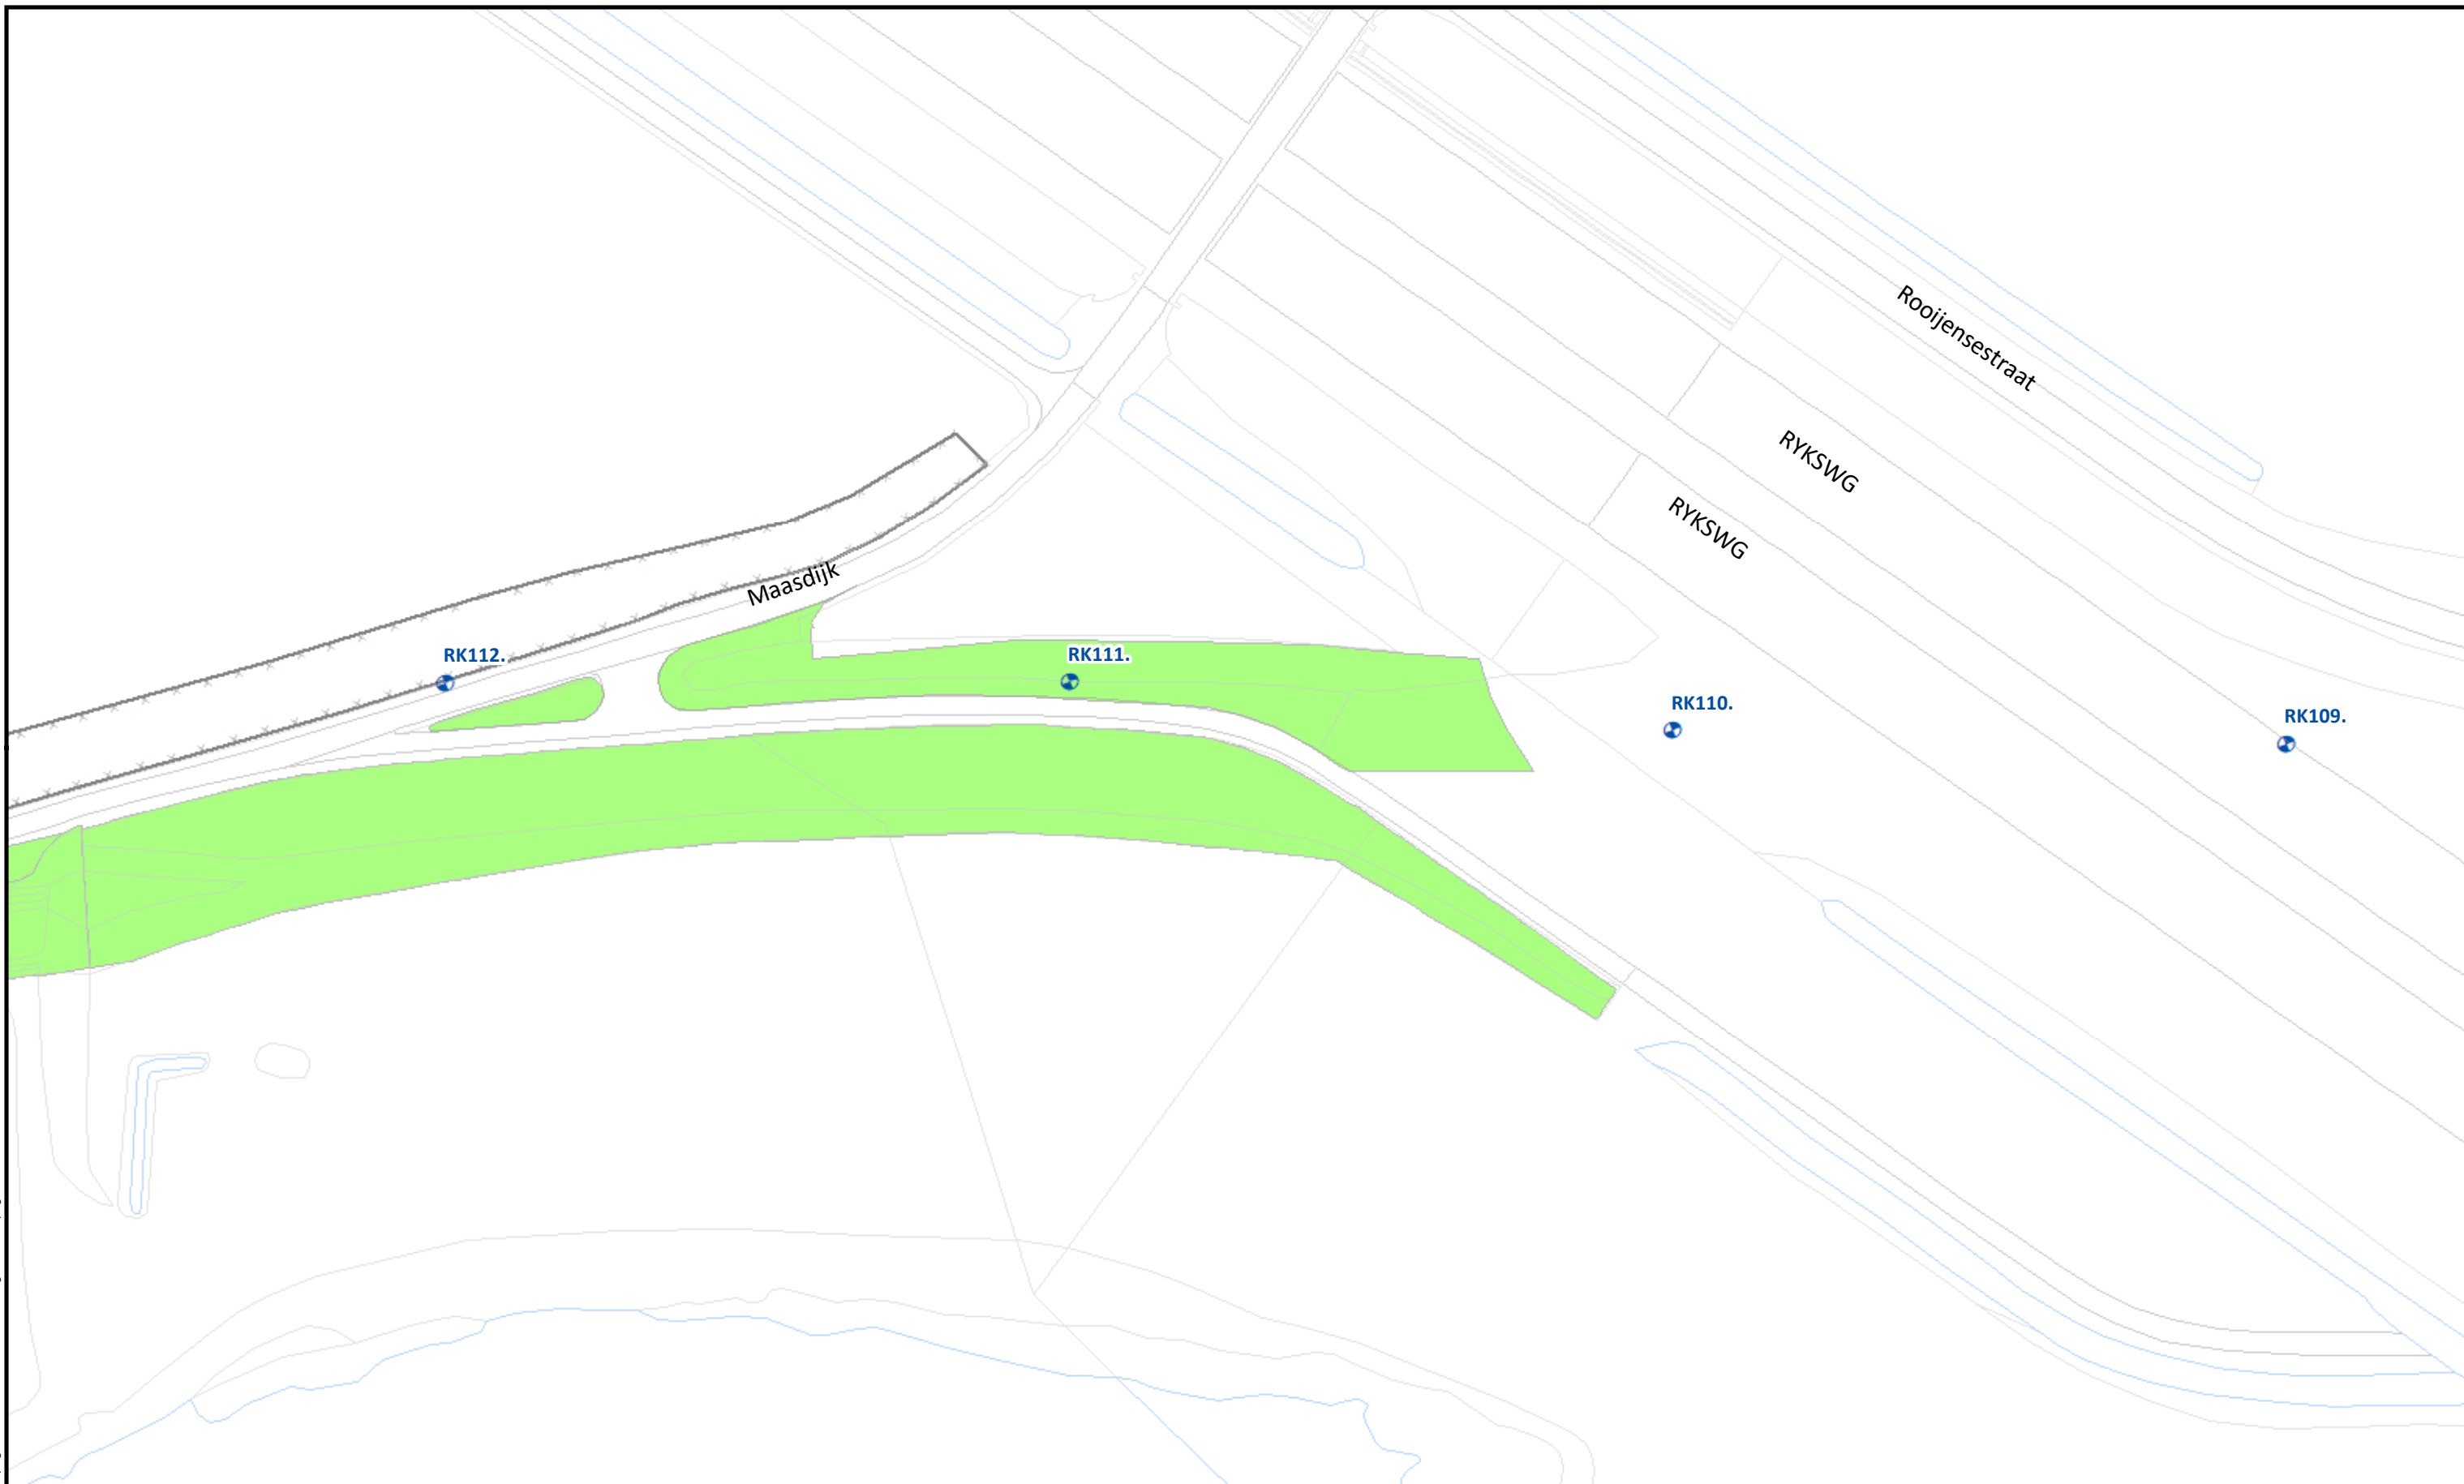 Rooijensestraat
RYKSWG
RYKSWG
Maasdijk
RK112.
RK111.
RK110.
RK109.